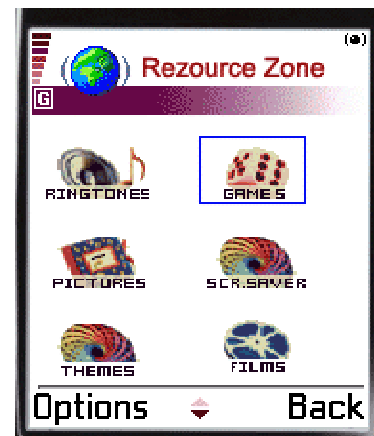 Rezource Zone
G
RINGTONES GAMES
PICTURES SCR.SAVER
THEMES FILMS
Options Back